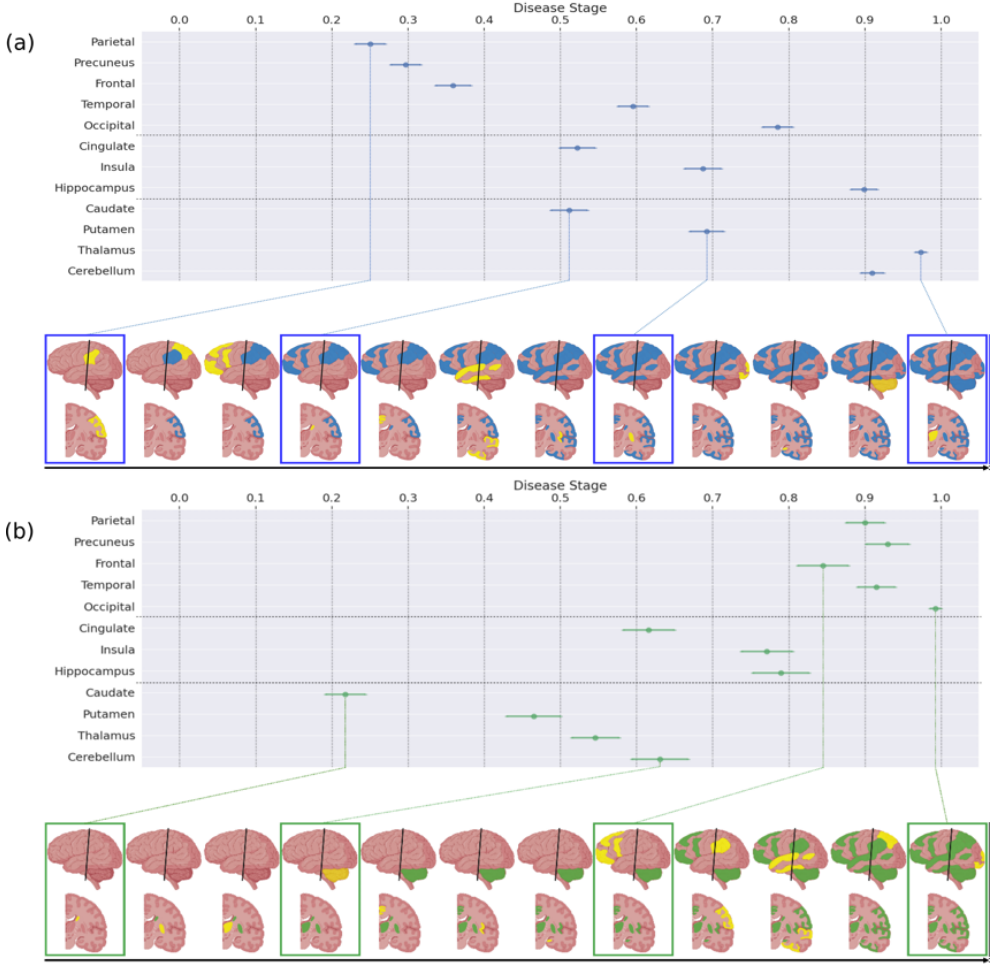 Disease Stage
0.0 0.1 0.2 0.3 0.4 0.5 0.6 0.7 0.8 0.9 1.0
(a)
Parietal
Precuneus
Frontal
Temporal
Occipital
Cingulate
Insula
Hippocampus
Caudate
Putamen
Thalamus
Cerebellum
Disease Stage
0.0 0.1 0.2 0.3 0.4 0.5 0.6 0.7 0.8 0.9 1.0
(b)
Parietal
Precuneus
Frontal
Temporal
Occipital
Cingulate
Insula
Hippocampus
Caudate
Putamen
Thalamus
Cerebellum